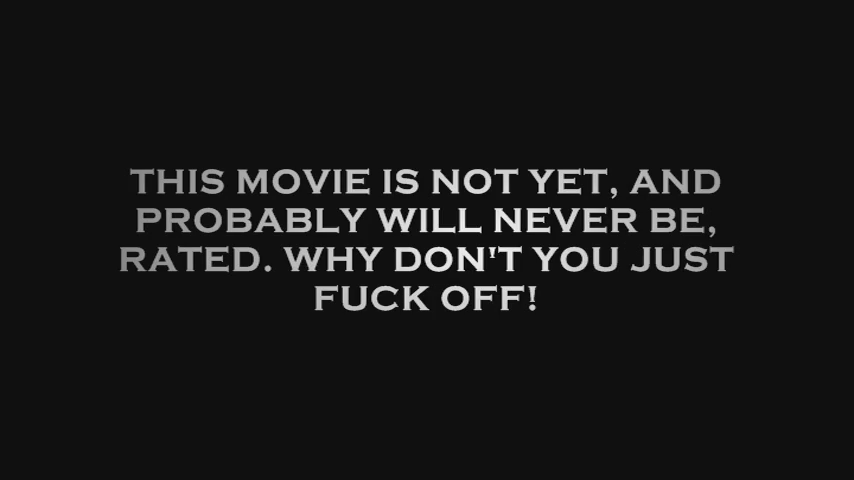 THIS MOVIE IS NOT YET, AND
PROBABLY WILL NEVER BE,
RATED. WHY DON'T YOU JUST
FUCK OFF!